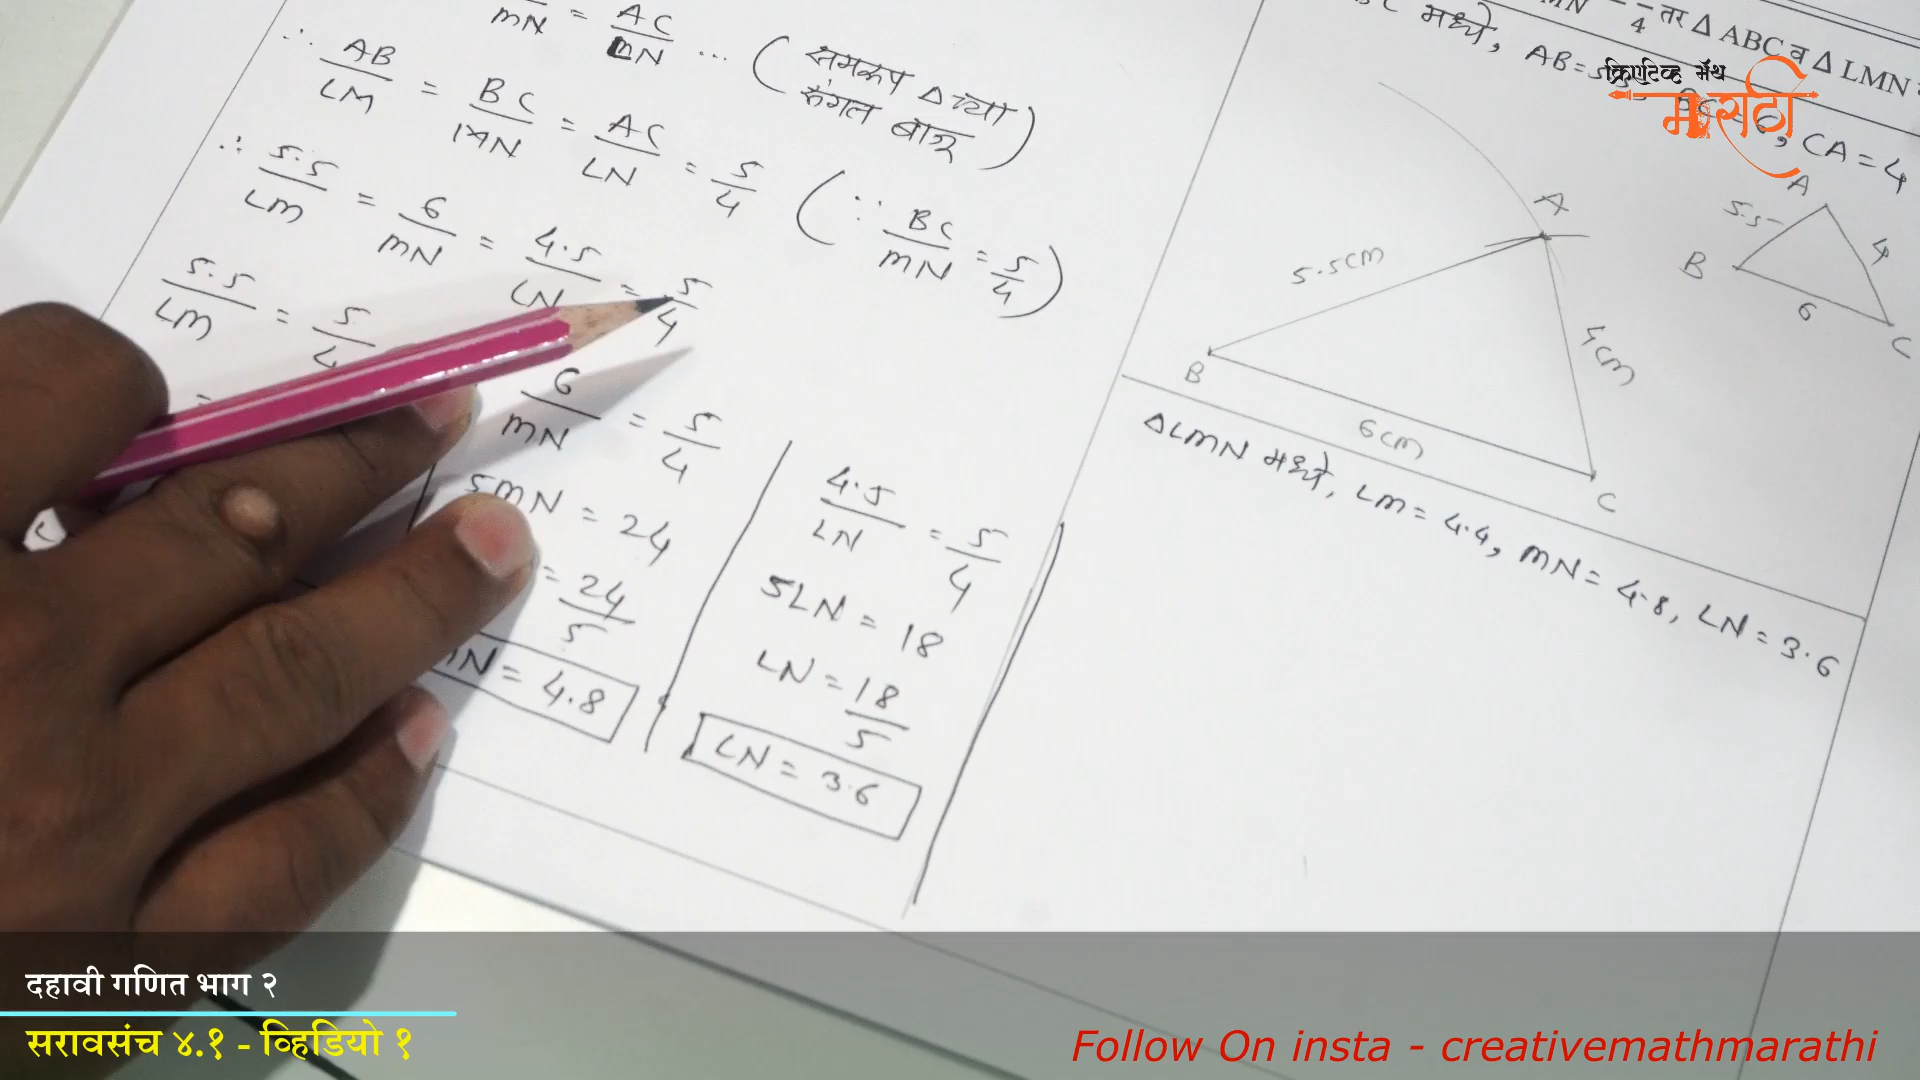 MN = AC/LN ... (समरूप Δ च्या
संगत बाजू)
∴ AB/LM = BC/MN = AC/LN = 5/4 (∵ BC/MN = 5/4)
∴ 5.5/LM = 6/MN = 4.5/LN = 5/4
5.5/LM = 5/4
6/MN = 5/4
5MN = 24
= 24/5
MN = 4.8
4.5/LN = 5/4
5LN = 18
LN = 18/5
LN = 3.6
MN 4 तर Δ ABC व Δ LMN
मध्ये, AB = BC = 6, CA = 4
क्रिएटिव्ह मॅथ
मराठी
A
5.5cm
B
6cm
4cm
C
A
5.5
4
B
6
C
ΔLMN मध्ये, LM = 4.4, MN = 4.8, LN = 3.6
दहावी गणित भाग २
सरावसंच ४.१ - व्हिडियो १
Follow On insta - creativemathmarathi